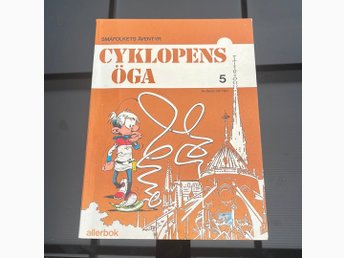 SMÅFOLKETS ÄVENTYR
CYKLOPENS
ÖGA
5
allerbok